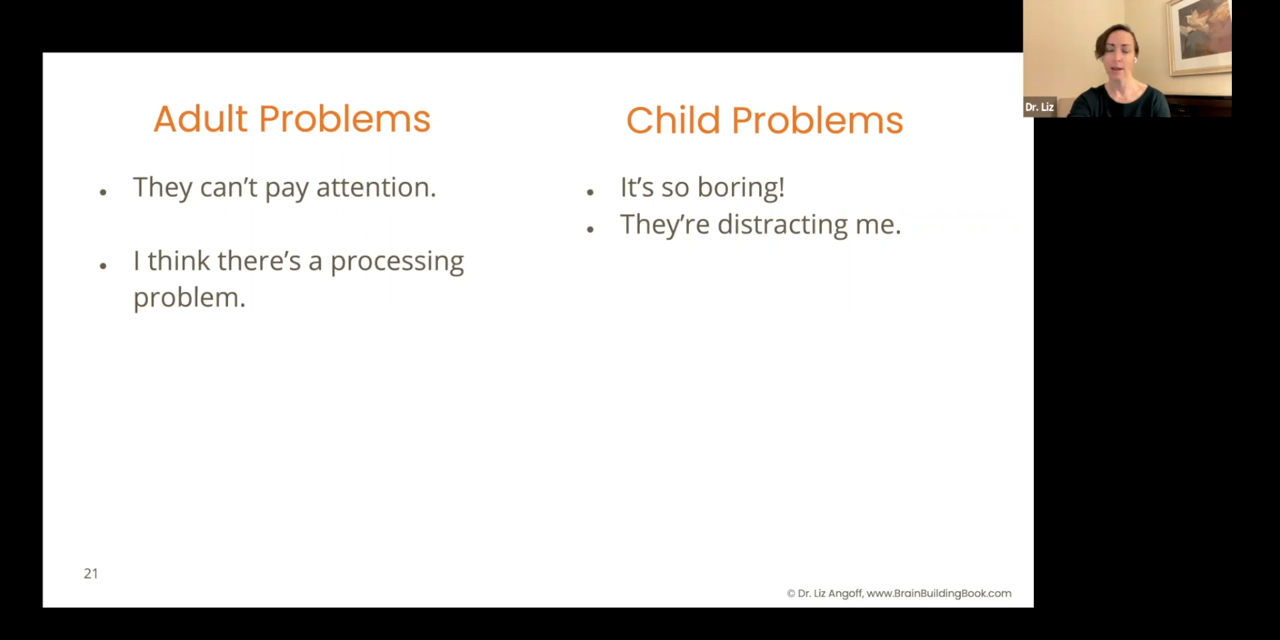 Adult Problems
• They can't pay attention.
• I think there's a processing
problem.
Child Problems
• It's so boring!
• They're distracting me.
21
© Dr. Liz Angoff, www.BrainBuildingBook.com
Dr. Liz